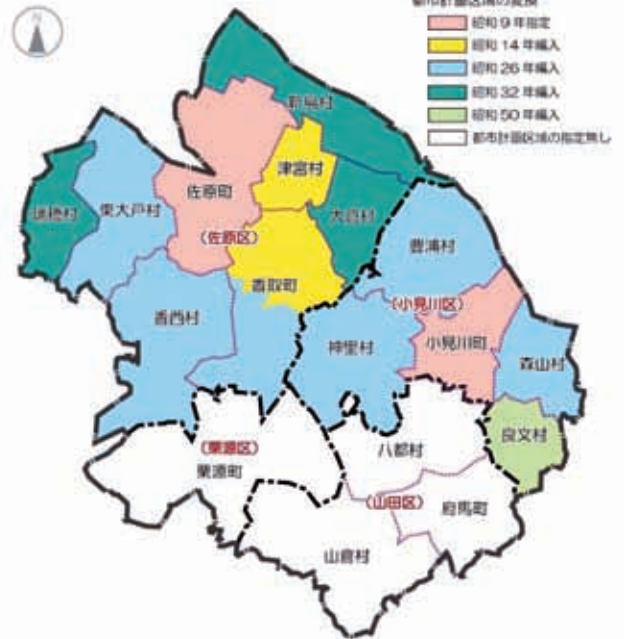 都市計画区域の変換
昭和9年指定
昭和14年編入
昭和26年編入
昭和32年編入
昭和50年編入
都市計画区域の指定無し
新島村
津宮村
佐原町
瑞穂村
東大戸村
大倉村
(佐原区)
豊浦村
香取町
(小見川区)
香西村
神里村
小見川町
森山村
良文村
(栗源区)
栗源町
八都村
(山田区)
府馬町
山倉村